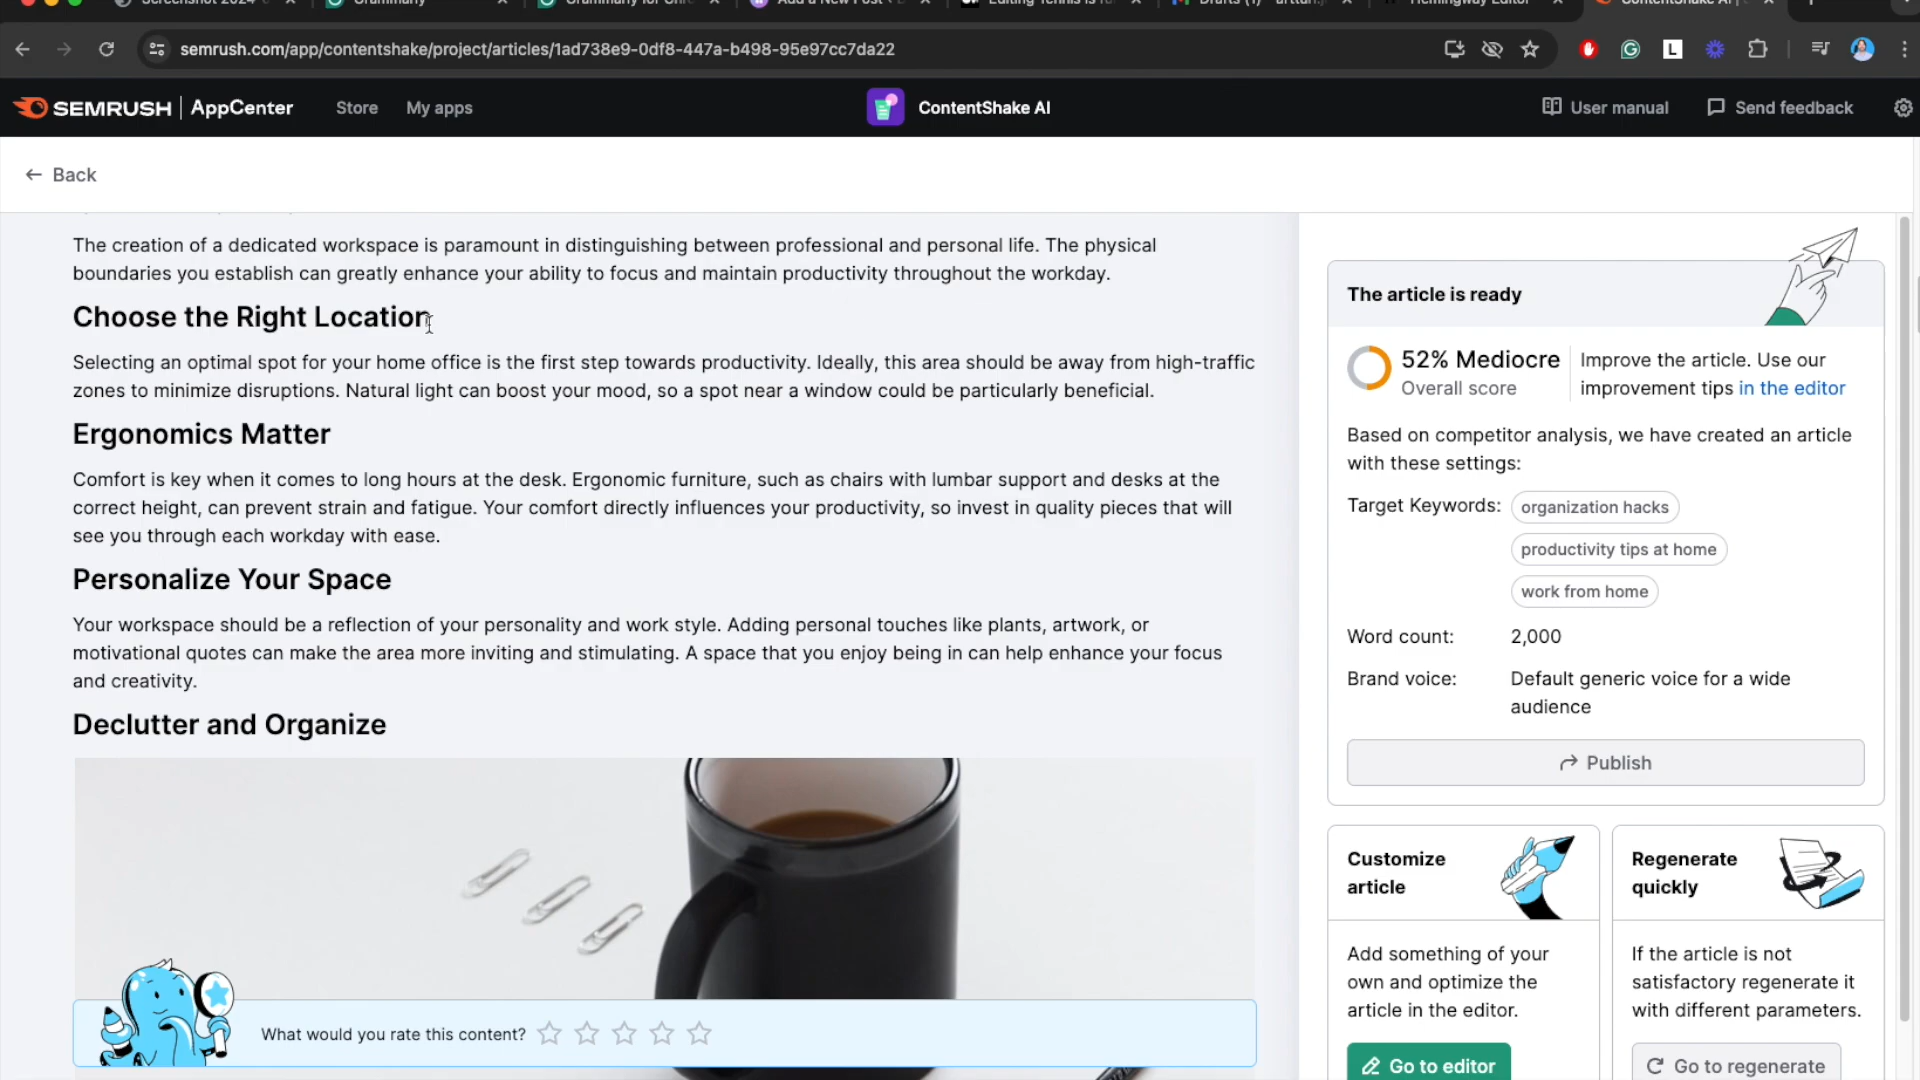 semrush.com/app/contentshake/project/articles/1ad738e9-0df8-447a-b498-95e97cc7da22
SEMRUSH
AppCenter
Store
My apps
ContentShake AI
User manual
Send feedback
Back
The creation of a dedicated workspace is paramount in distinguishing between professional and personal life. The physical
boundaries you establish can greatly enhance your ability to focus and maintain productivity throughout the workday.
Choose the Right Location
Selecting an optimal spot for your home office is the first step towards productivity. Ideally, this area should be away from high-traffic
zones to minimize disruptions. Natural light can boost your mood, so a spot near a window could be particularly beneficial.
Ergonomics Matter
Comfort is key when it comes to long hours at the desk. Ergonomic furniture, such as chairs with lumbar support and desks at the
correct height, can prevent strain and fatigue. Your comfort directly influences your productivity, so invest in quality pieces that will
see you through each workday with ease.
Personalize Your Space
Your workspace should be a reflection of your personality and work style. Adding personal touches like plants, artwork, or
motivational quotes can make the area more inviting and stimulating. A space that you enjoy being in can help enhance your focus
and creativity.
Declutter and Organize
What would you rate this content?
The article is ready
52% Mediocre
Overall score
Improve the article. Use our
improvement tips in the editor
Based on competitor analysis, we have created an article
with these settings:
Target Keywords:
organization hacks
productivity tips at home
work from home
Word count:
2,000
Brand voice:
Default generic voice for a wide
audience
Publish
Customize
article
Add something of your
own and optimize the
article in the editor.
Go to editor
Regenerate
quickly
If the article is not
satisfactory regenerate it
with different parameters.
Go to regenerate